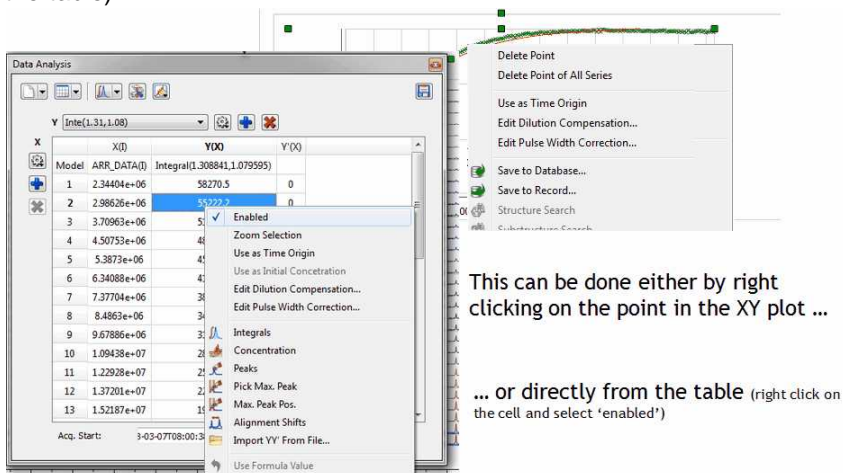 Data Analysis
Y Inte(1.31,1.08)
X
X(I) Y(X) Y'(X)
Model ARR_DATA(I) Integral(1.308841,1.079595)
1 2.34404e+06 58270.5 0
2 2.98626e+06 55222.2 0
3 3.70963e+06
4 4.50753e+06
5 5.3873e+06
6 6.34088e+06
7 7.37704e+06
8 8.4863e+06
9 9.67886e+06
10 1.09438e+07
11 1.22928e+07
12 1.37201e+07
13 1.52187e+07
Acq. Start:
Enabled
Zoom Selection
Use as Time Origin
Use as Initial Concetration
Edit Dilution Compensation...
Edit Pulse Width Correction...
Integrals
Concentration
Peaks
Pick Max. Peak
Max. Peak Pos.
Alignment Shifts
Import YY' From File...
Use Formula Value
Delete Point
Delete Point of All Series
Use as Time Origin
Edit Dilution Compensation...
Edit Pulse Width Correction...
Save to Database...
Save to Record...
Structure Search
This can be done either by right
clicking on the point in the XY plot ...
... or directly from the table (right click on
the cell and select ‘enabled’)